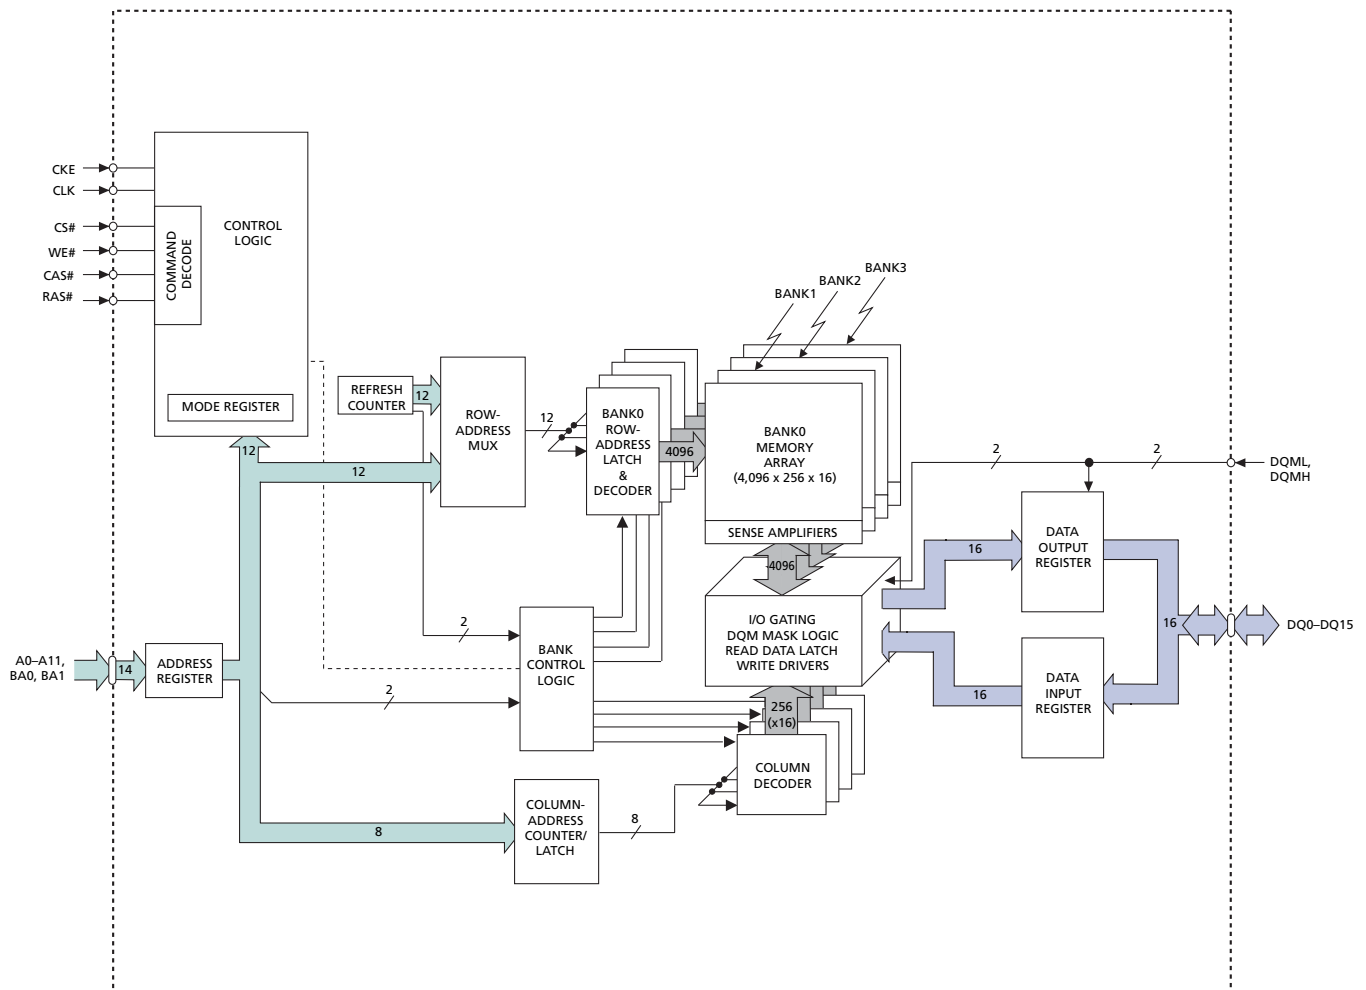 CKE
CLK
CS#
WE#
CAS#
RAS#
COMMAND
DECODE
CONTROL
LOGIC
MODE REGISTER
12
BANK3
BANK2
BANK1
REFRESH
COUNTER
12
12
ROW-
ADDRESS
MUX
12
BANK0
ROW-
ADDRESS
LATCH
&
DECODER
4096
BANK0
MEMORY
ARRAY
(4,096 x 256 x 16)
SENSE AMPLIFIERS
4096
2
2
DQML,
DQMH
DATA
OUTPUT
REGISTER
16
I/O GATING
DQM MASK LOGIC
READ DATA LATCH
WRITE DRIVERS
16
DQ0–DQ15
16
DATA
INPUT
REGISTER
A0–A11,
BA0, BA1
14
ADDRESS
REGISTER
2
2
BANK
CONTROL
LOGIC
256
(x16)
COLUMN
DECODER
8
COLUMN-
ADDRESS
COUNTER/
LATCH
8